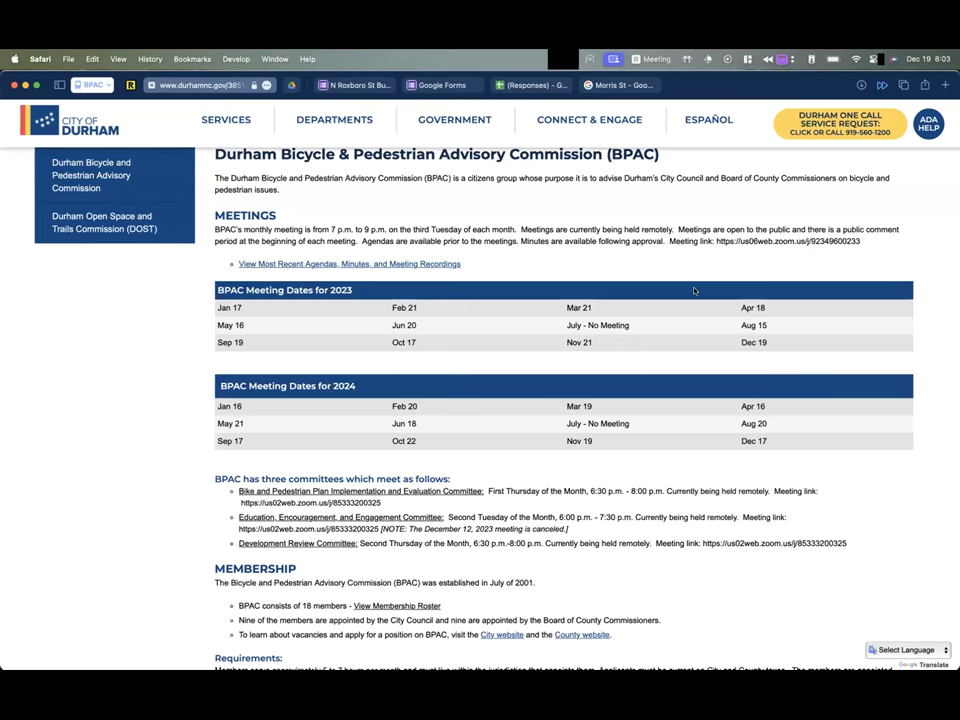 Safari File Edit View History Bookmarks Develop Window Help Meeting Dec 19 8:03
BPAC www.durhamnc.gov/365 N Roxboro St Bu... Google Forms (Responses) - G... Morris St - Goo...
CITY OF DURHAM
SERVICES DEPARTMENTS GOVERNMENT CONNECT & ENGAGE ESPAÑOL
DURHAM ONE CALL
SERVICE REQUEST:
CLICK OR CALL 919-560-1200
ADA
HELP
Durham Bicycle and
Pedestrian Advisory
Commission
Durham Open Space and
Trails Commission (DOST)
Durham Bicycle & Pedestrian Advisory Commission (BPAC)
The Durham Bicycle and Pedestrian Advisory Commission (BPAC) is a citizens group whose purpose it is to advise Durham's City Council and Board of County Commissioners on bicycle and
pedestrian issues.
MEETINGS
BPAC's monthly meeting is from 7 p.m. to 9 p.m. on the third Tuesday of each month. Meetings are currently being held remotely. Meetings are open to the public and there is a public comment
period at the beginning of each meeting. Agendas are available prior to the meetings. Minutes are available following approval. Meeting link: https://us06web.zoom.us/j/92349600233
View Most Recent Agendas, Minutes, and Meeting Recordings
BPAC Meeting Dates for 2023
Jan 17 Feb 21 Mar 21 Apr 18
May 16 Jun 20 July - No Meeting Aug 15
Sep 19 Oct 17 Nov 21 Dec 19
BPAC Meeting Dates for 2024
Jan 16 Feb 20 Mar 19 Apr 16
May 21 Jun 18 July - No Meeting Aug 20
Sep 17 Oct 22 Nov 19 Dec 17
BPAC has three committees which meet as follows:
Bike and Pedestrian Plan Implementation and Evaluation Committee: First Thursday of the Month, 6:30 p.m. - 8:00 p.m. Currently being held remotely. Meeting link:
https://us02web.zoom.us/j/85333200325
Education, Encouragement, and Engagement Committee: Second Tuesday of the Month, 6:00 p.m. - 7:30 p.m. Currently being held remotely. Meeting link:
https://us02web.zoom.us/j/85333200325 [NOTE: The December 12, 2023 meeting is canceled.]
Development Review Committee: Second Thursday of the Month, 6:30 p.m.-8:00 p.m. Currently being held remotely. Meeting link: https://us02web.zoom.us/j/85333200325
MEMBERSHIP
The Bicycle and Pedestrian Advisory Commission (BPAC) was established in July of 2001.
BPAC consists of 18 members - View Membership Roster
Nine of the members are appointed by the City Council and nine are appointed by the Board of County Commissioners.
To learn about vacancies and apply for a position on BPAC, visit the City website and the County website.
Requirements:
Select Language
Google Translate